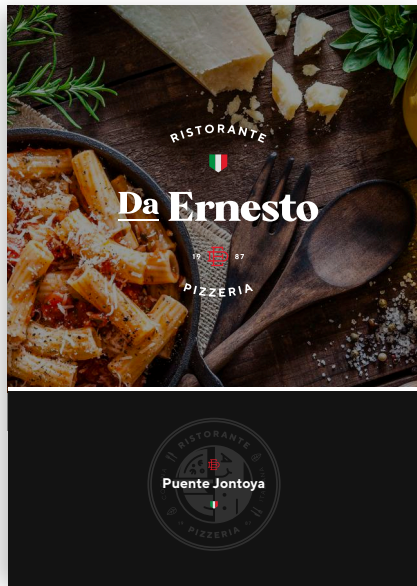 RISTORANTE
Da Ernesto
19 87
PIZZERIA
RISTORANTE
Puente Jontoya
PIZZERIA